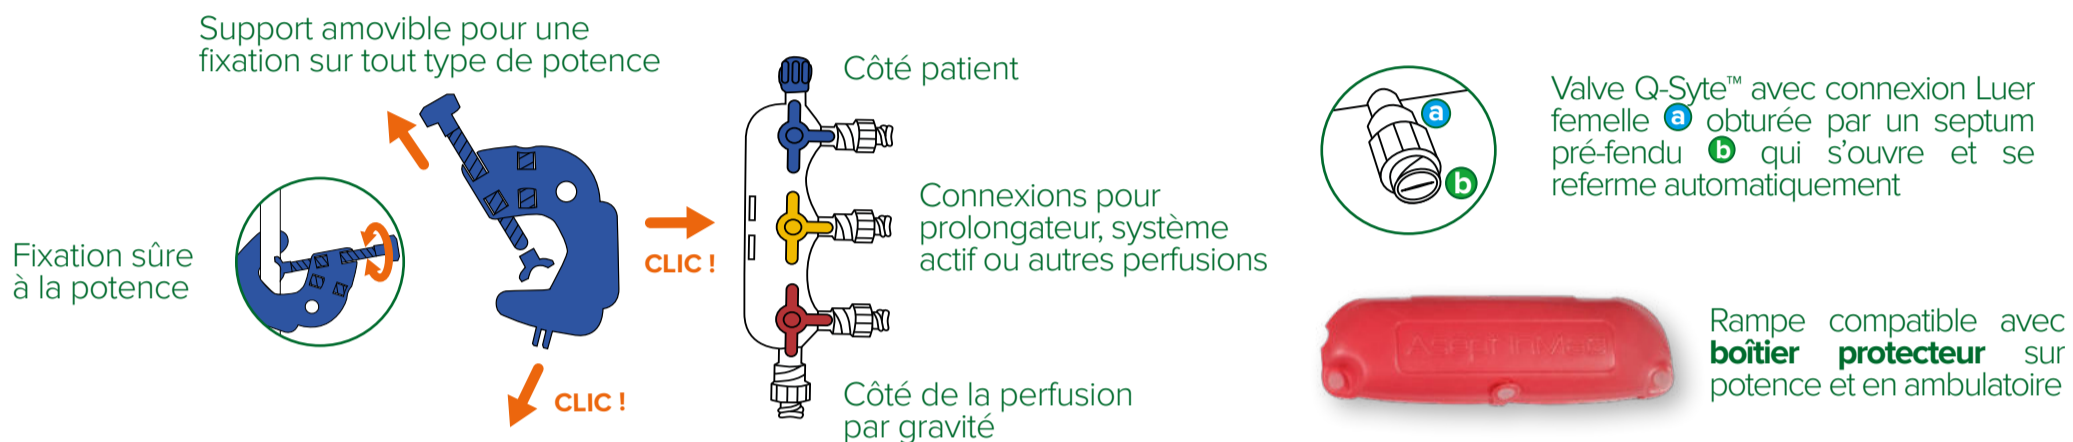 Support amovible pour une
fixation sur tout type de potence
Fixation sûre
à la potence
CLIC !
CLIC !
Côté patient
Connexions pour
prolongateur, système
actif ou autres perfusions
Côté de la perfusion
par gravité
a
b
Valve Q-Syte™ avec connexion Luer
femelle a obturée par un septum
pré-fendu b qui s’ouvre et se
referme automatiquement
AseptInMed
Rampe compatible avec
boîtier protecteur sur
potence et en ambulatoire